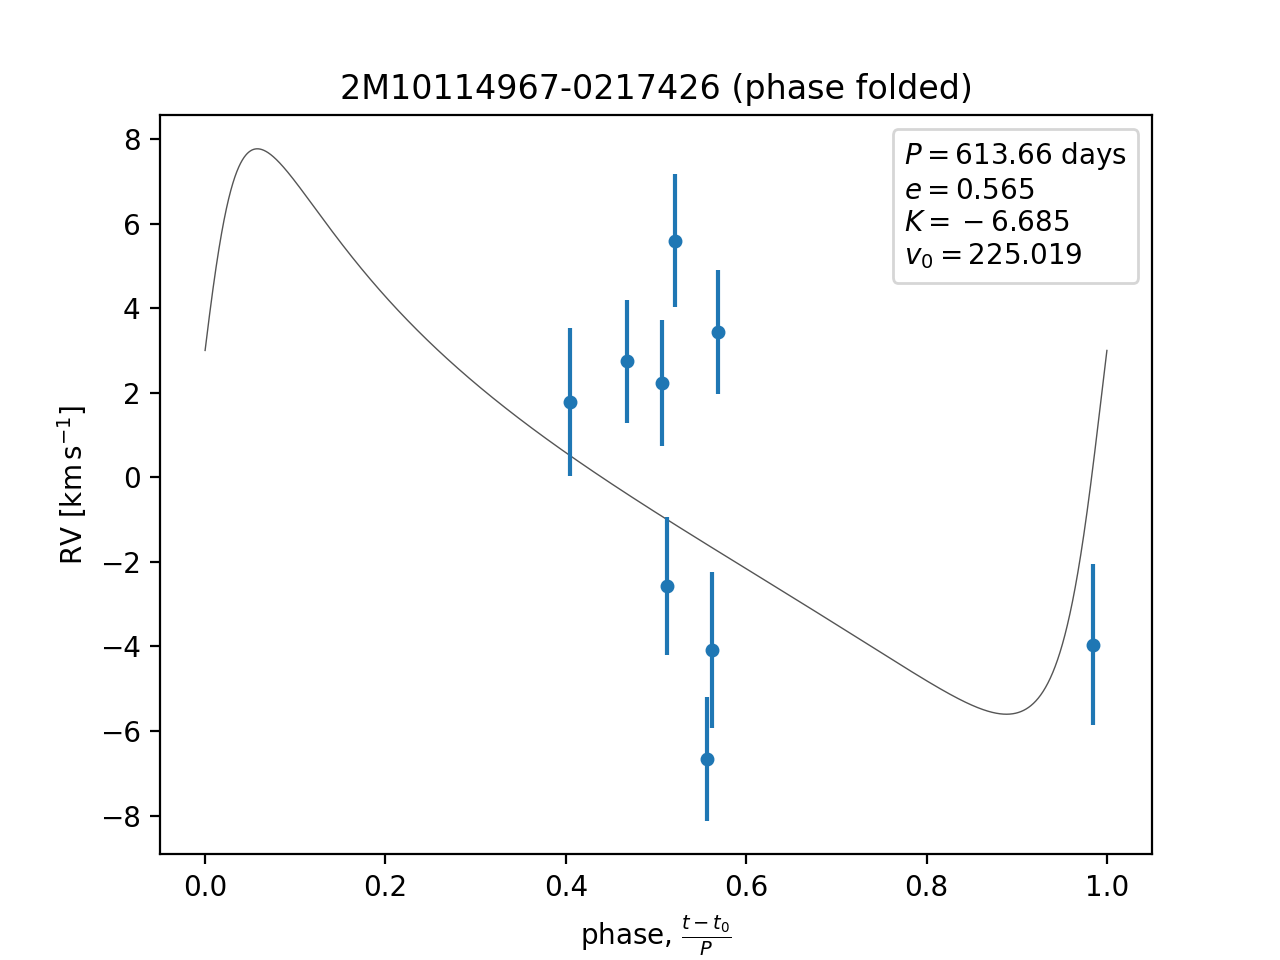 2M10114967-0217426 (phase folded)
P = 613.66 days
e = 0.565
K = −6.685
v₀ = 225.019
RV [km s⁻¹]
8
6
4
2
0
−2
−4
−6
−8
0.0 0.2 0.4 0.6 0.8 1.0
phase, (t − t₀)/P